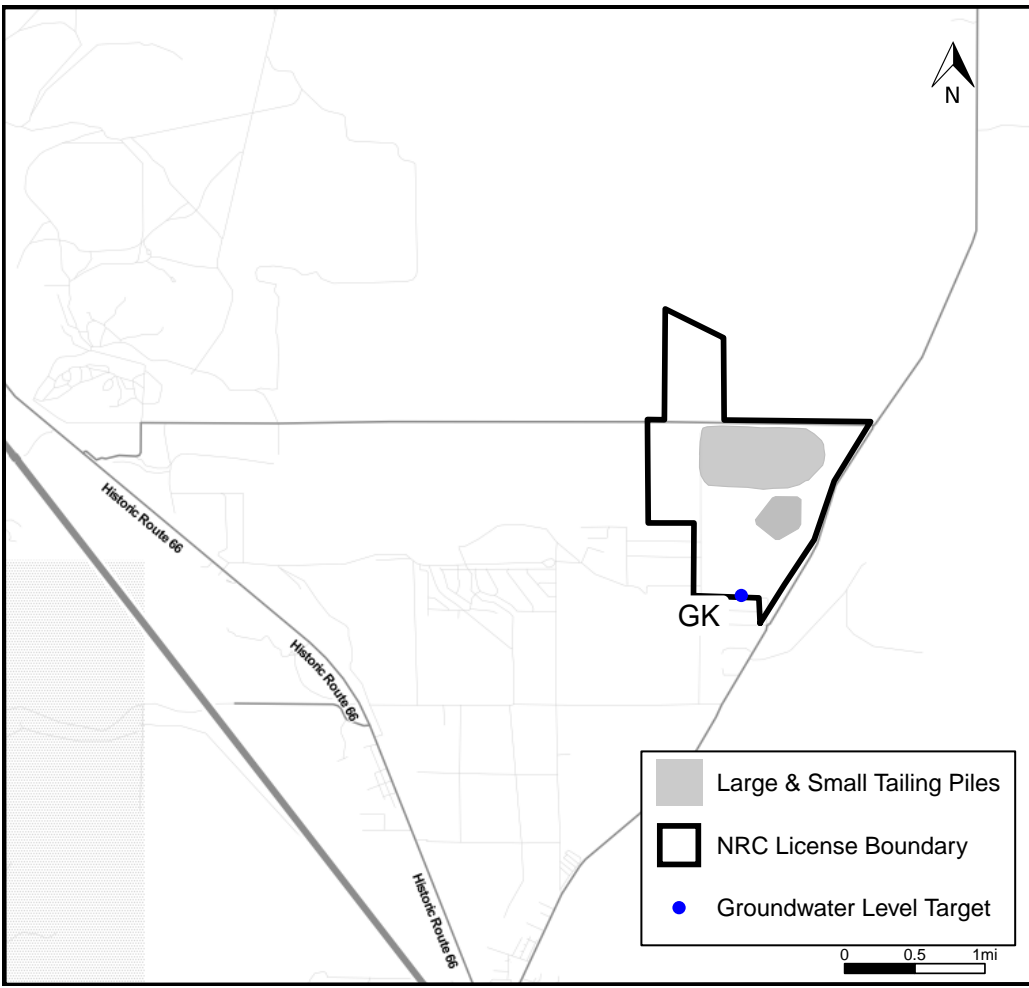 N
Historic Route 66
GK
Historic Route 66
Historic Route 66
Large & Small Tailing Piles
NRC License Boundary
Groundwater Level Target
0 0.5 1mi